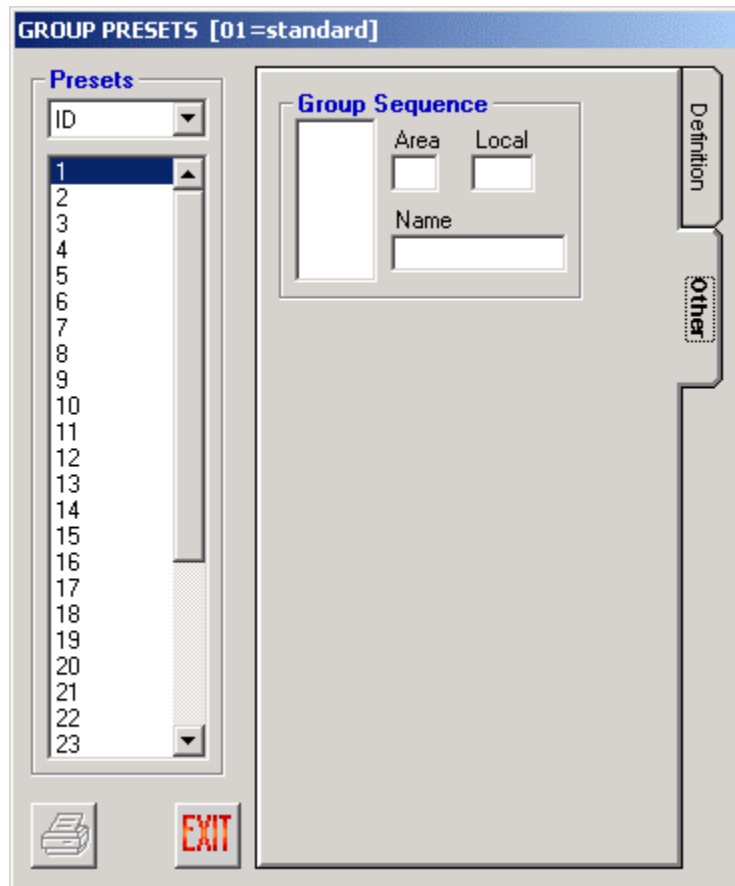 GROUP PRESETS [01=standard]
Presets
ID
1
2
3
4
5
6
7
8
9
10
11
12
13
14
15
16
17
18
19
20
21
22
23
EXIT
Group Sequence
Area Local
Name
Definition
Other